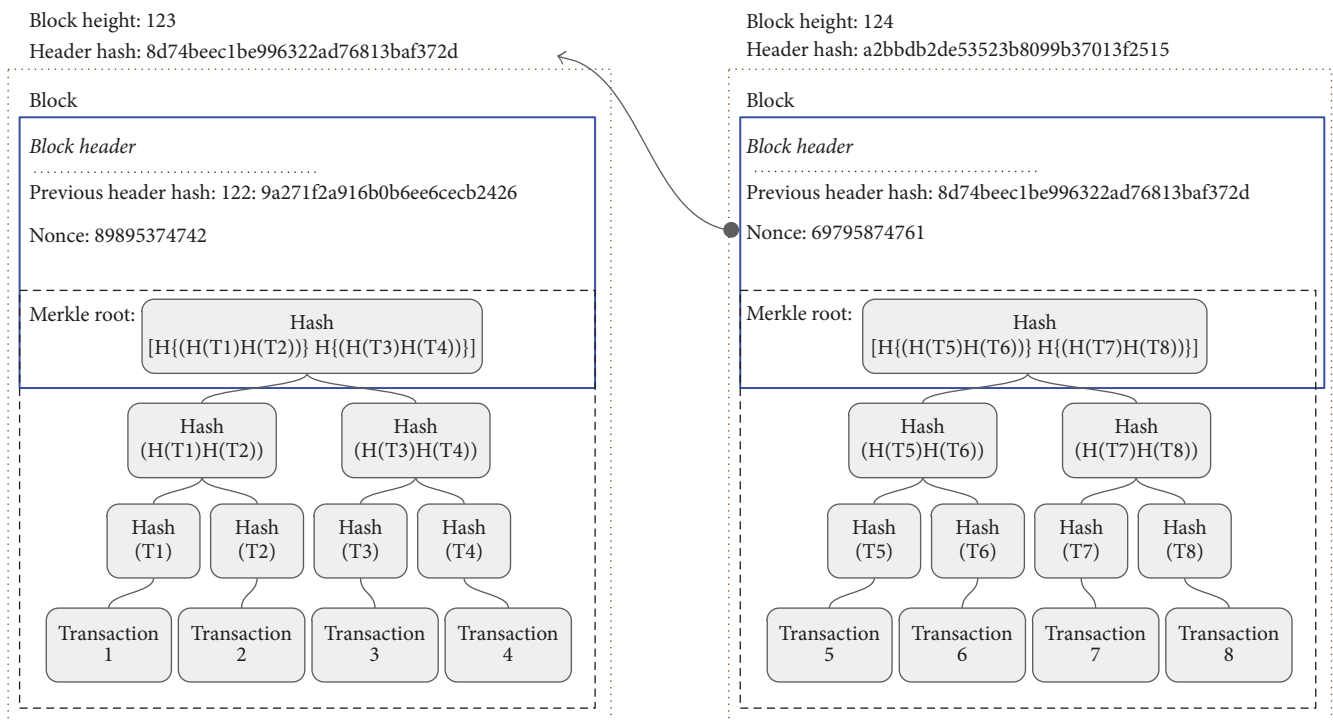 Block height: 123
Header hash: 8d74beec1be996322ad76813baf372d
Block
Block header
Previous header hash: 122: 9a271f2a916b0b6ee6cecb2426
Nonce: 89895374742
Merkle root:
Hash
[H{(H(T1)H(T2))} H{(H(T3)H(T4))}]
Hash
(H(T1)H(T2))
Hash
(H(T3)H(T4))
Hash
(T1)
Hash
(T2)
Hash
(T3)
Hash
(T4)
Transaction
1
Transaction
2
Transaction
3
Transaction
4
Block height: 124
Header hash: a2bbdb2de53523b8099b37013f2515
Block
Block header
Previous header hash: 8d74beec1be996322ad76813baf372d
Nonce: 69795874761
Merkle root:
Hash
[H{(H(T5)H(T6))} H{(H(T7)H(T8))}]
Hash
(H(T5)H(T6))
Hash
(H(T7)H(T8))
Hash
(T5)
Hash
(T6)
Hash
(T7)
Hash
(T8)
Transaction
5
Transaction
6
Transaction
7
Transaction
8